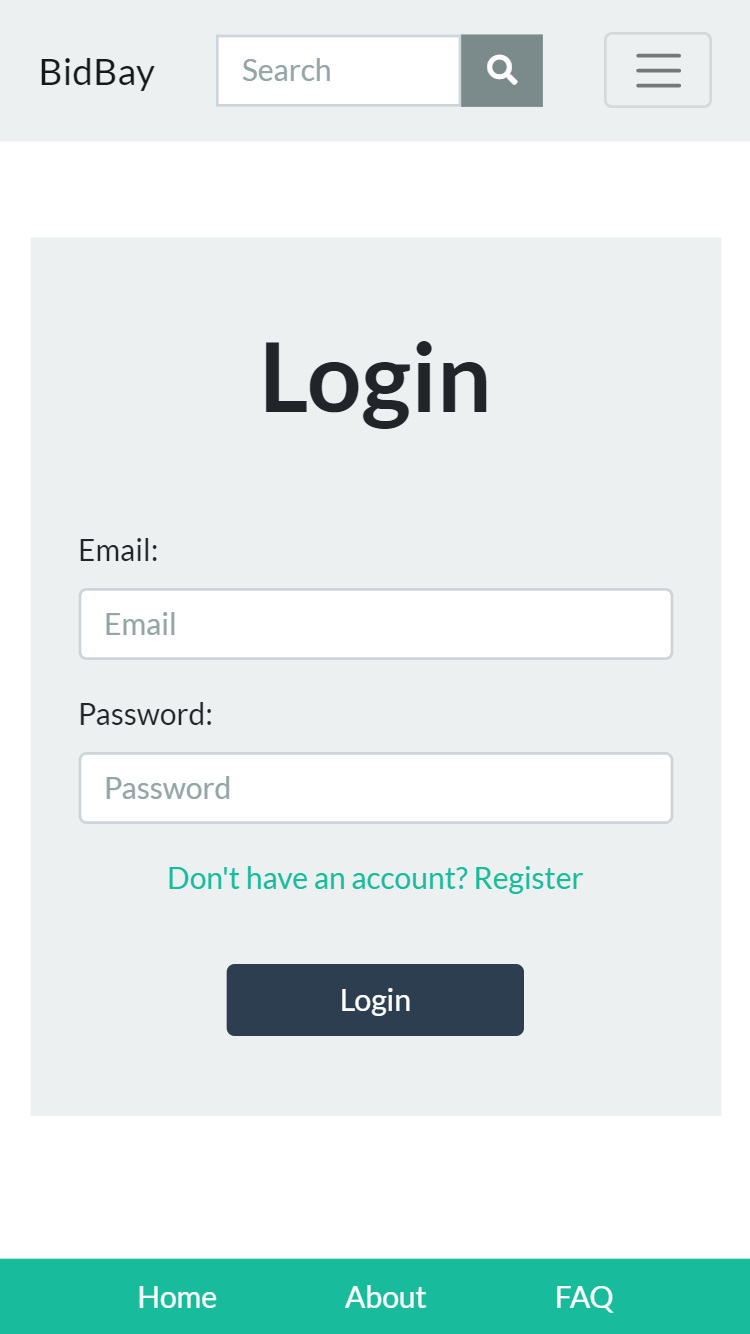 BidBay Search
Login
Email:
Email
Password:
Password
Don't have an account? Register
Login
Home About FAQ